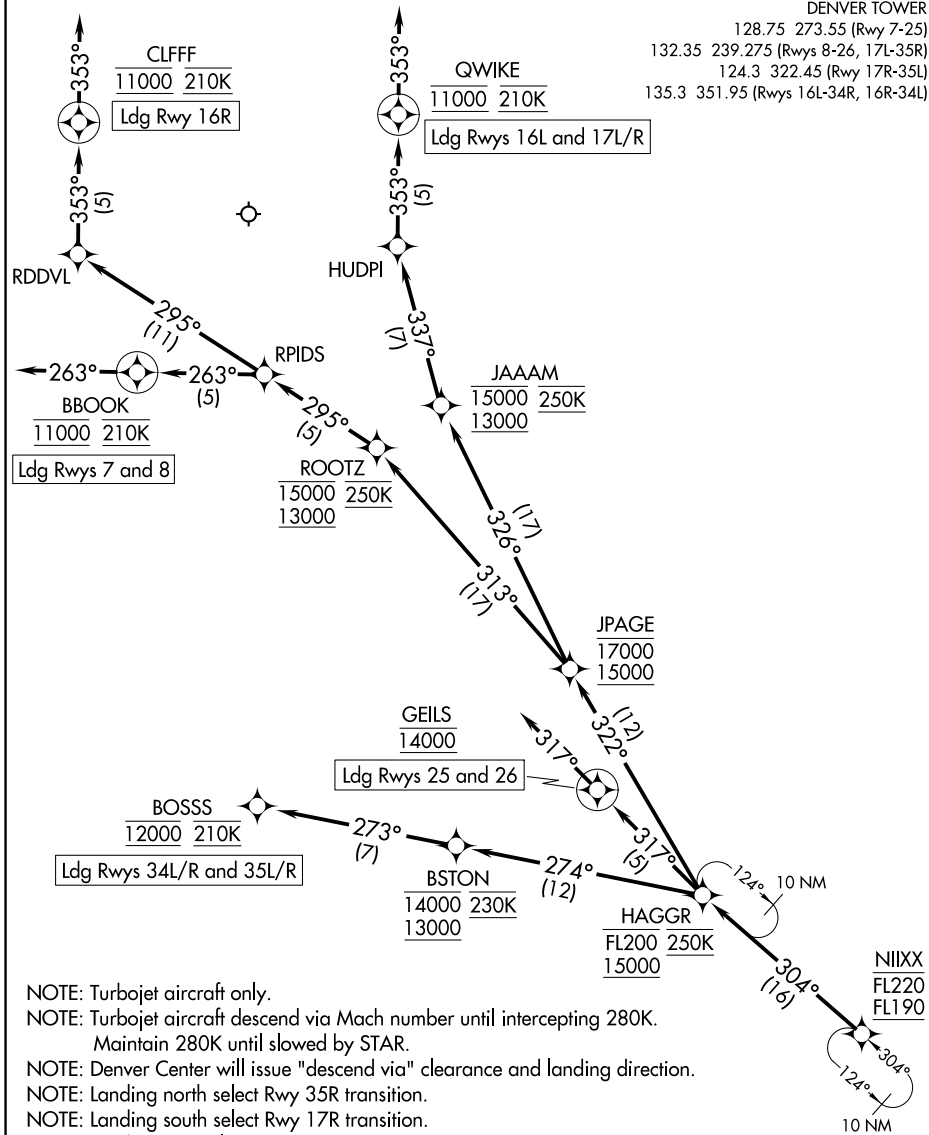 DENVER TOWER
128.75 273.55 (Rwy 7-25)
132.35 239.275 (Rwys 8-26, 17L-35R)
124.3 322.45 (Rwy 17R-35L)
135.3 351.95 (Rwys 16L-34R, 16R-34L)
353°
CLFFF
11000 210K
Ldg Rwy 16R
353°
QWIKE
11000 210K
Ldg Rwys 16L and 17L/R
353°
(5)
353°
(5)
RDDVL
HUDPI
295°
(11)
337°
(7)
RPIDS
263°
263°
(5)
BBOOK
11000 210K
Ldg Rwys 7 and 8
295°
(5)
JAAAM
15000 250K
13000
ROOTZ
15000 250K
13000
326°
(17)
313°
(17)
JPAGE
17000
15000
322°
(12)
GEILS
14000
Ldg Rwys 25 and 26
317°
317°
(5)
BOSSS
12000 210K
Ldg Rwys 34L/R and 35L/R
273°
(7)
BSTON
14000 230K
13000
274°
(12)
HAGGR
FL200 250K
15000
124°
10 NM
304°
(16)
NIIXX
FL220
FL190
304°
124°
10 NM
NOTE: Turbojet aircraft only.
NOTE: Turbojet aircraft descend via Mach number until intercepting 280K.
Maintain 280K until slowed by STAR.
NOTE: Denver Center will issue "descend via" clearance and landing direction.
NOTE: Landing north select Rwy 35R transition.
NOTE: Landing south select Rwy 17R transition.